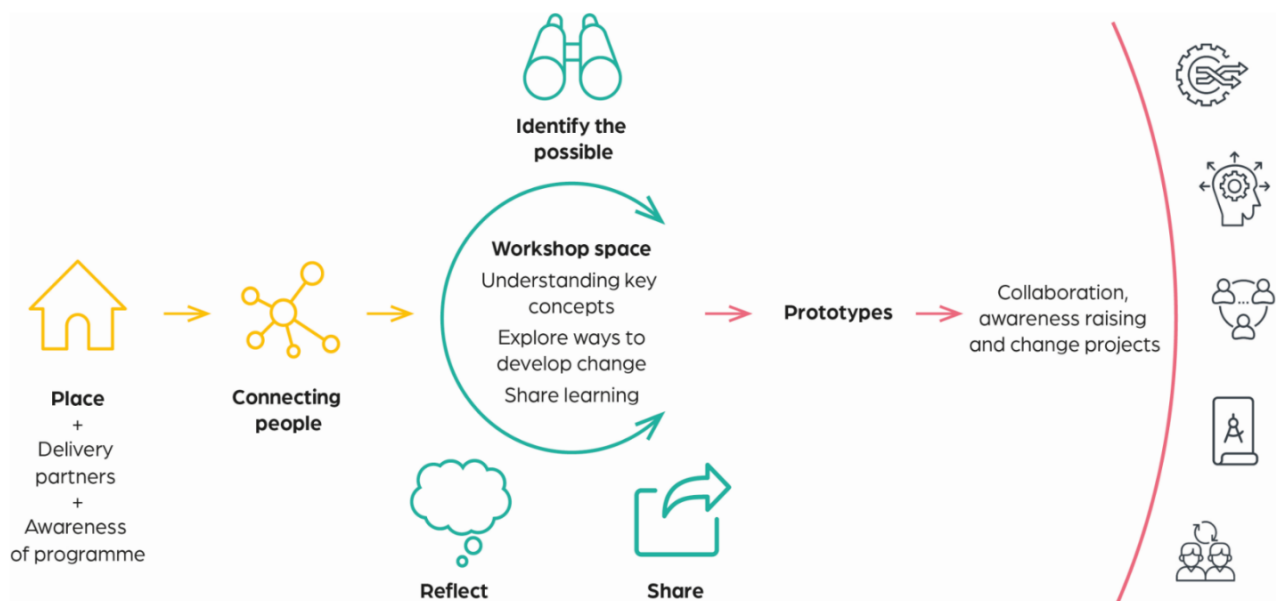 Identify the
possible
Workshop space
Understanding key
concepts
Explore ways to
develop change
Share learning
Place
+
Delivery
partners
+
Awareness
of programme
Connecting
people
Prototypes
Collaboration,
awareness raising
and change projects
Reflect
Share